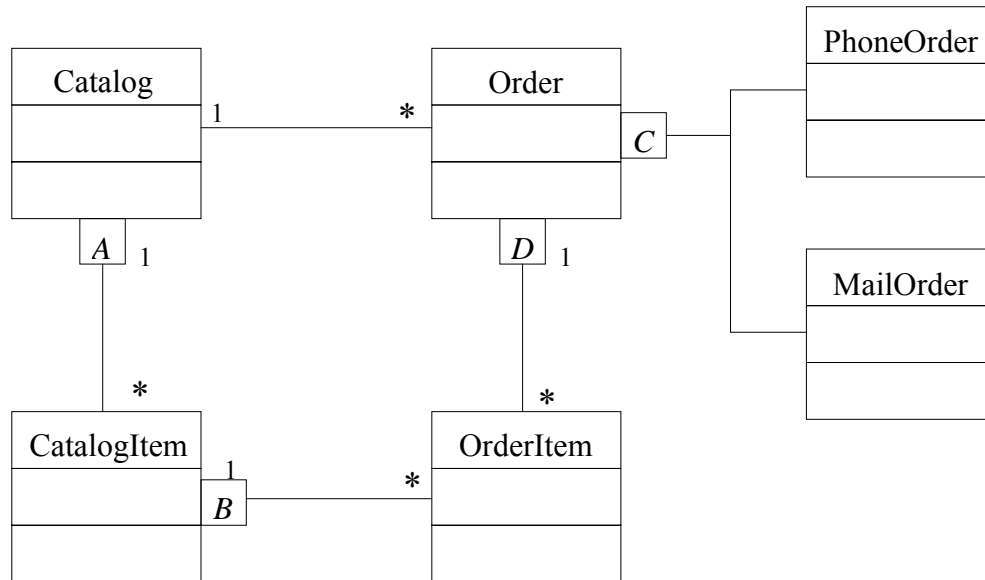 PhoneOrder
Catalog
Order
1
*
C
A
1
D
1
MailOrder
*
*
CatalogItem
OrderItem
1
*
B